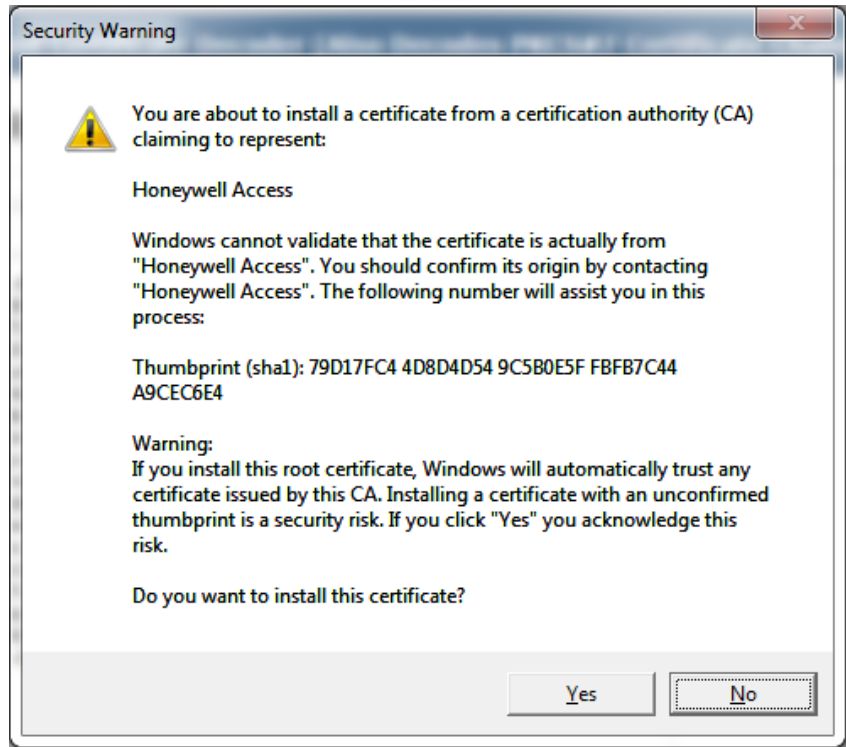 Security Warning
You are about to install a certificate from a certification authority (CA)
claiming to represent:
Honeywell Access
Windows cannot validate that the certificate is actually from
"Honeywell Access". You should confirm its origin by contacting
"Honeywell Access". The following number will assist you in this
process:
Thumbprint (sha1): 79D17FC4 4D8D4D54 9C5B0E5F FBFB7C44
A9CEC6E4
Warning:
If you install this root certificate, Windows will automatically trust any
certificate issued by this CA. Installing a certificate with an unconfirmed
thumbprint is a security risk. If you click "Yes" you acknowledge this
risk.
Do you want to install this certificate?
Yes
No